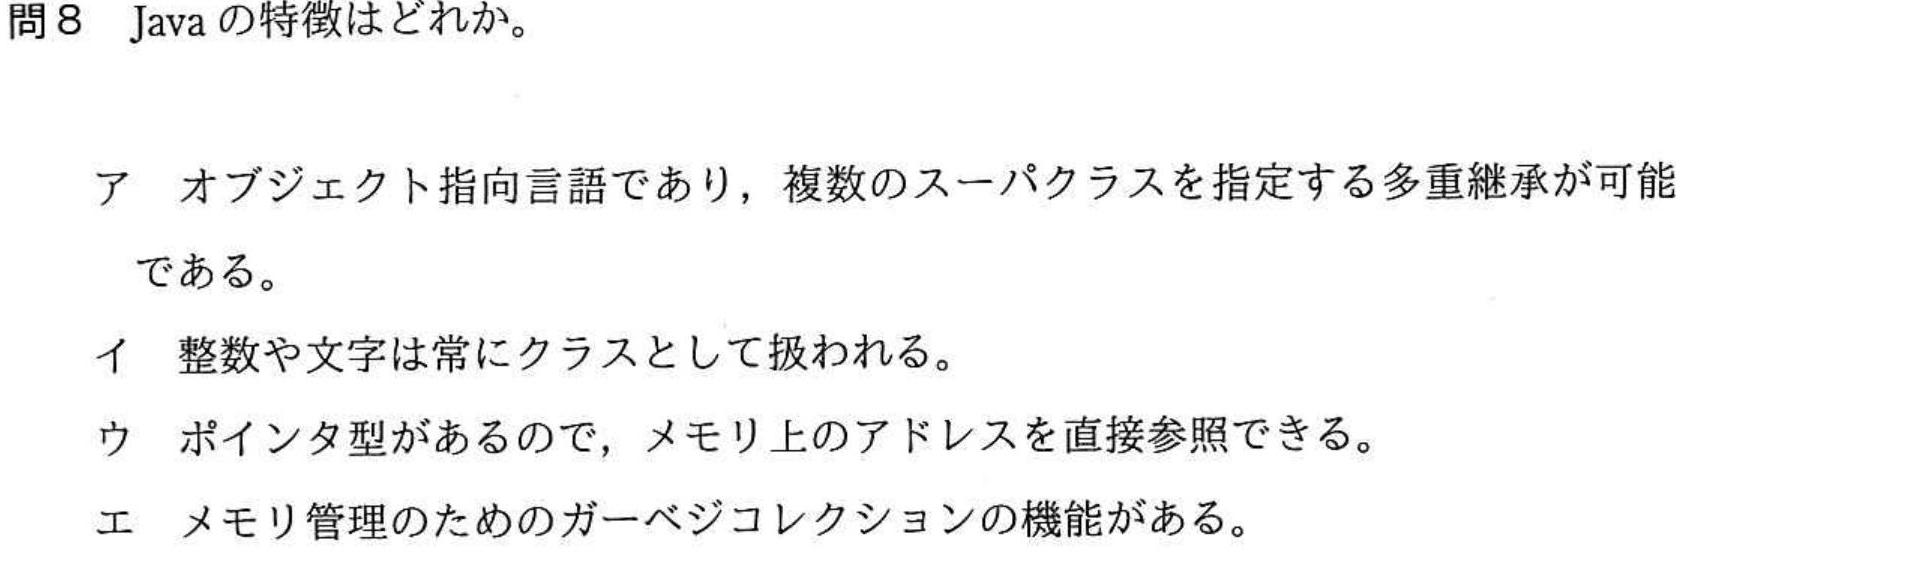 問8 Javaの特徴はどれか。
ア オブジェクト指向言語であり，複数のスーパクラスを指定する多重継承が可能
である。
イ 整数や文字は常にクラスとして扱われる。
ウ ポインタ型があるので，メモリ上のアドレスを直接参照できる。
エ メモリ管理のためのガーベジコレクションの機能がある。